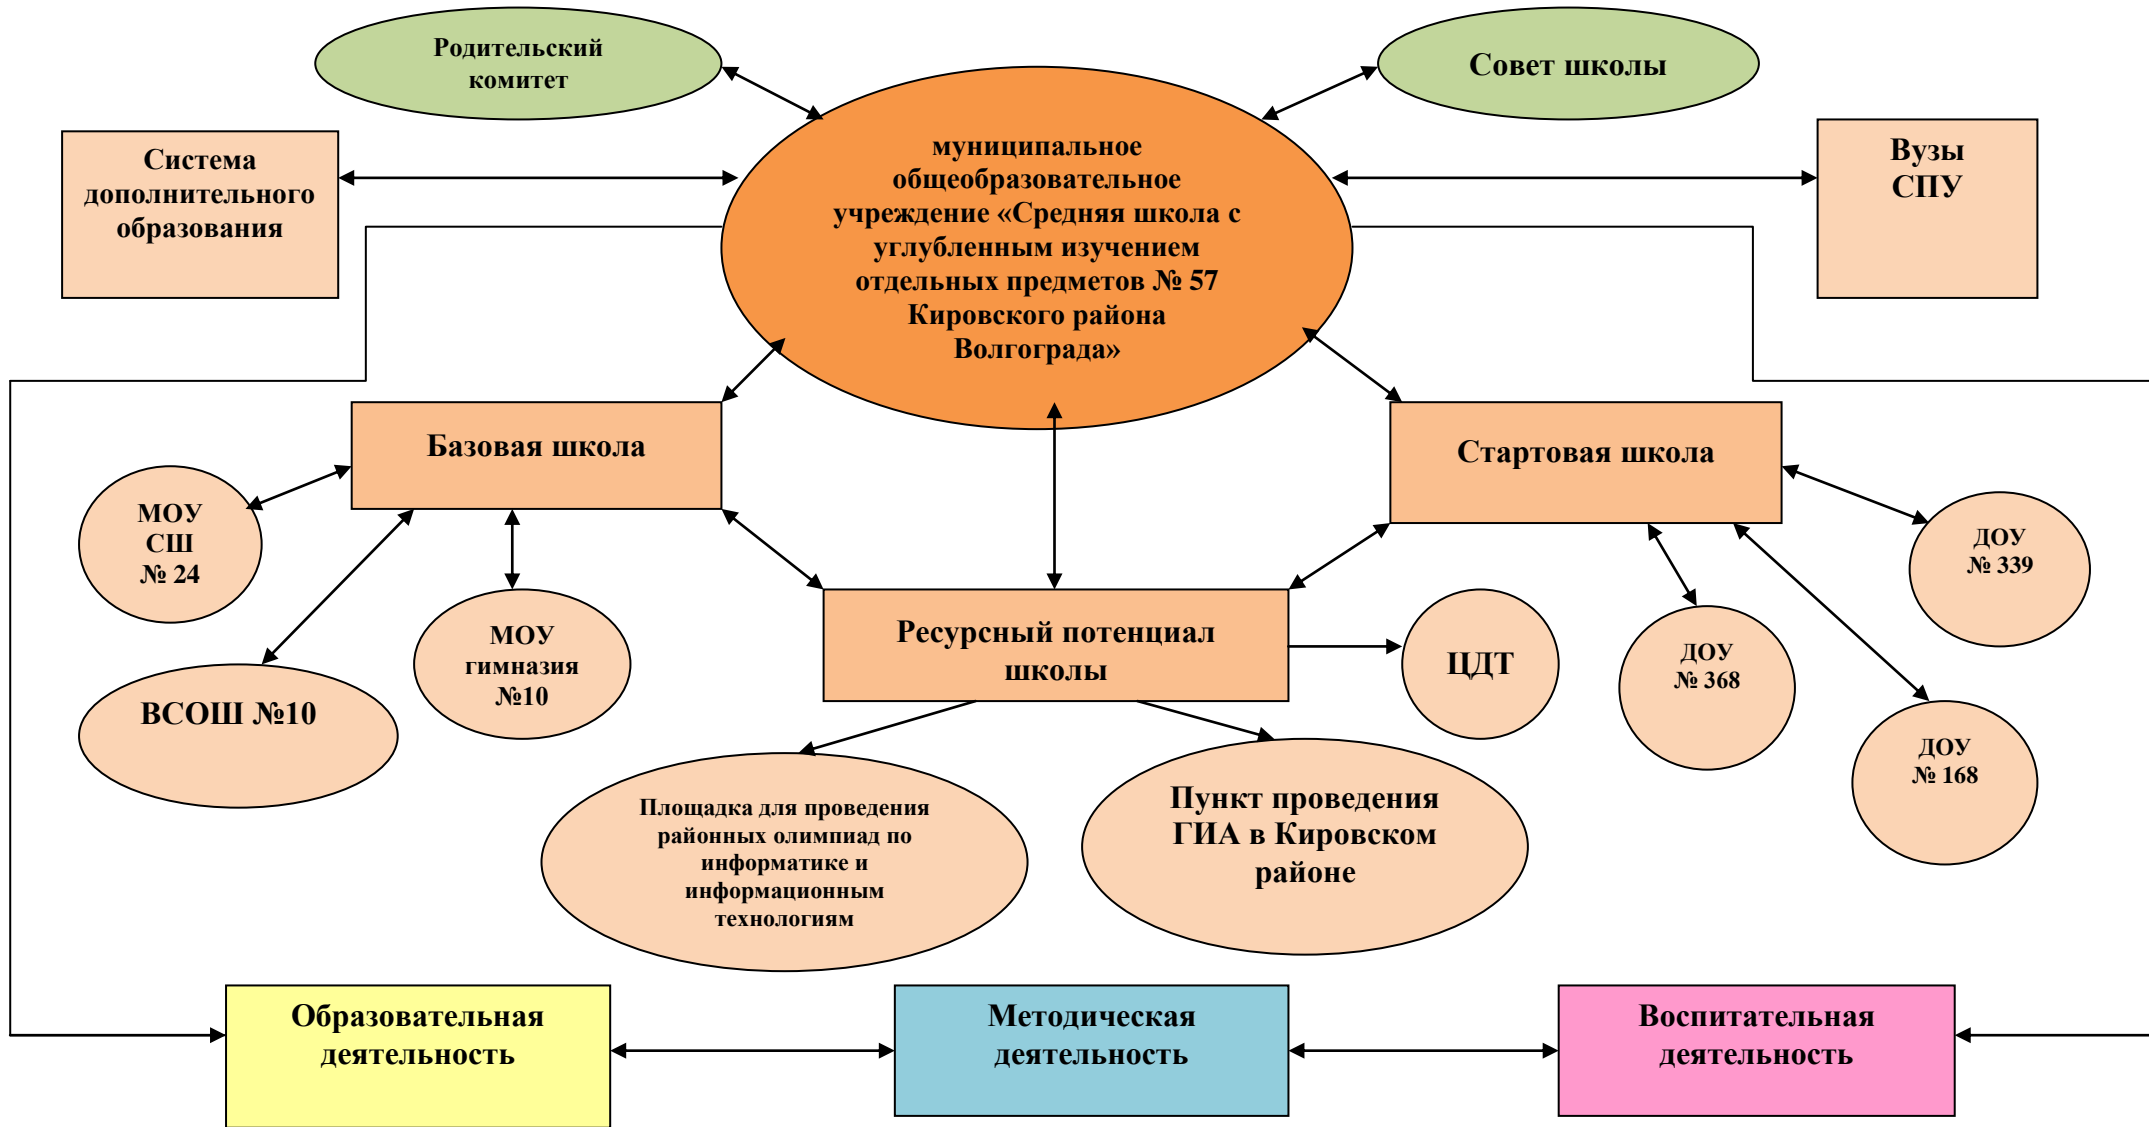 Родительский
комитет
Совет школы
Система
дополнительного
образования
муниципальное
общеобразовательное
учреждение «Средняя школа с
углубленным изучением
отдельных предметов № 57
Кировского района
Волгограда»
Вузы
СПУ
Базовая школа
Стартовая школа
МОУ
СШ
№ 24
ДОУ
№ 339
МОУ
гимназия
№10
Ресурсный потенциал
школы
ЦДТ
ДОУ
№ 368
ВСОШ №10
ДОУ
№ 168
Площадка для проведения
районных олимпиад по
информатике и
информационным
технологиям
Пункт проведения
ГИА в Кировском
районе
Образовательная
деятельность
Методическая
деятельность
Воспитательная
деятельность